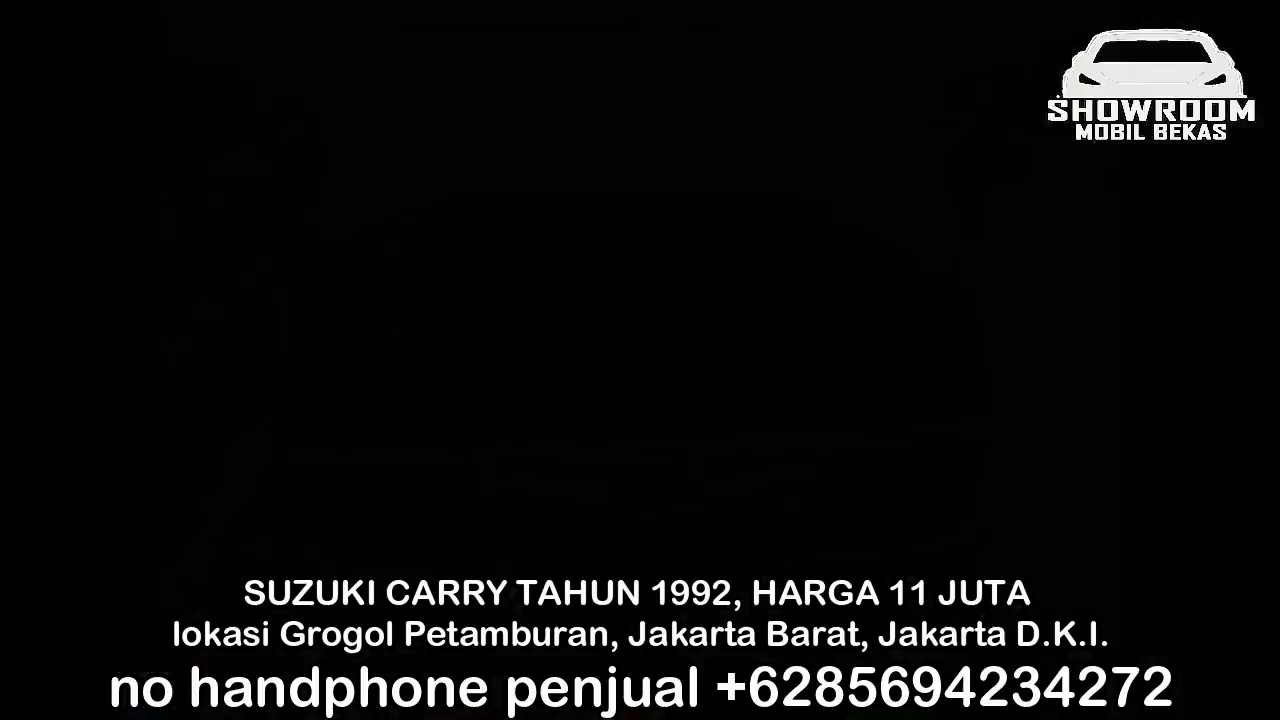 SHOWROOM
MOBIL BEKAS
SUZUKI CARRY TAHUN 1992, HARGA 11 JUTA
lokasi Grogol Petamburan, Jakarta Barat, Jakarta D.K.I.
no handphone penjual +6285694234272